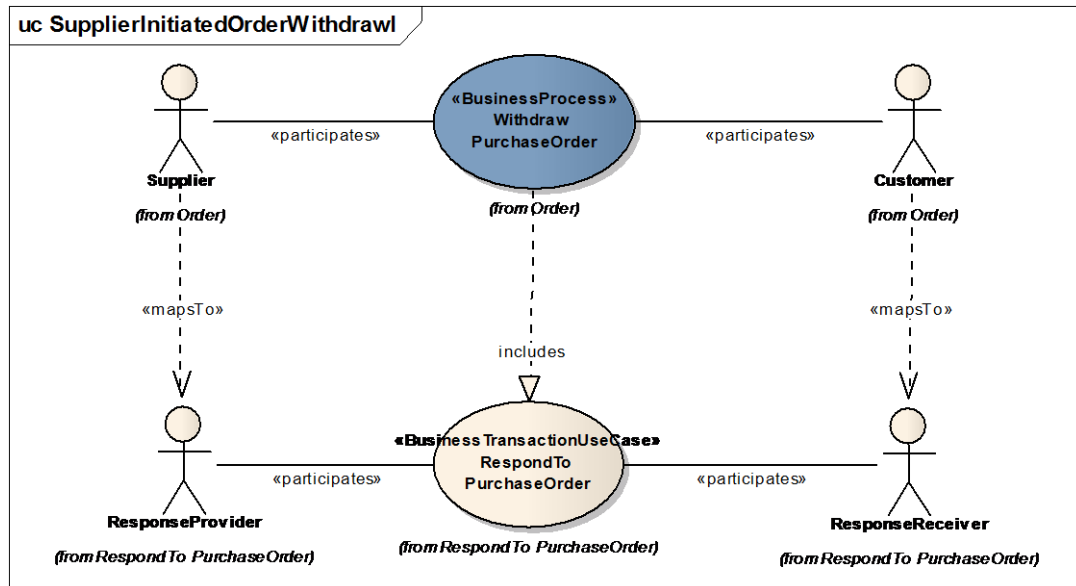 uc SupplierInitiatedOrderWithdrawl
«BusinessProcess»
Withdraw
PurchaseOrder
«participates»
«participates»
Supplier
Customer
(from Order)
(from Order)
(from Order)
«mapsTo»
«mapsTo»
includes
«BusinessTransactionUseCase»
RespondTo
PurchaseOrder
«participates»
«participates»
ResponseProvider
ResponseReceiver
(from RespondTo PurchaseOrder)
(from RespondTo PurchaseOrder)
(from RespondTo PurchaseOrder)